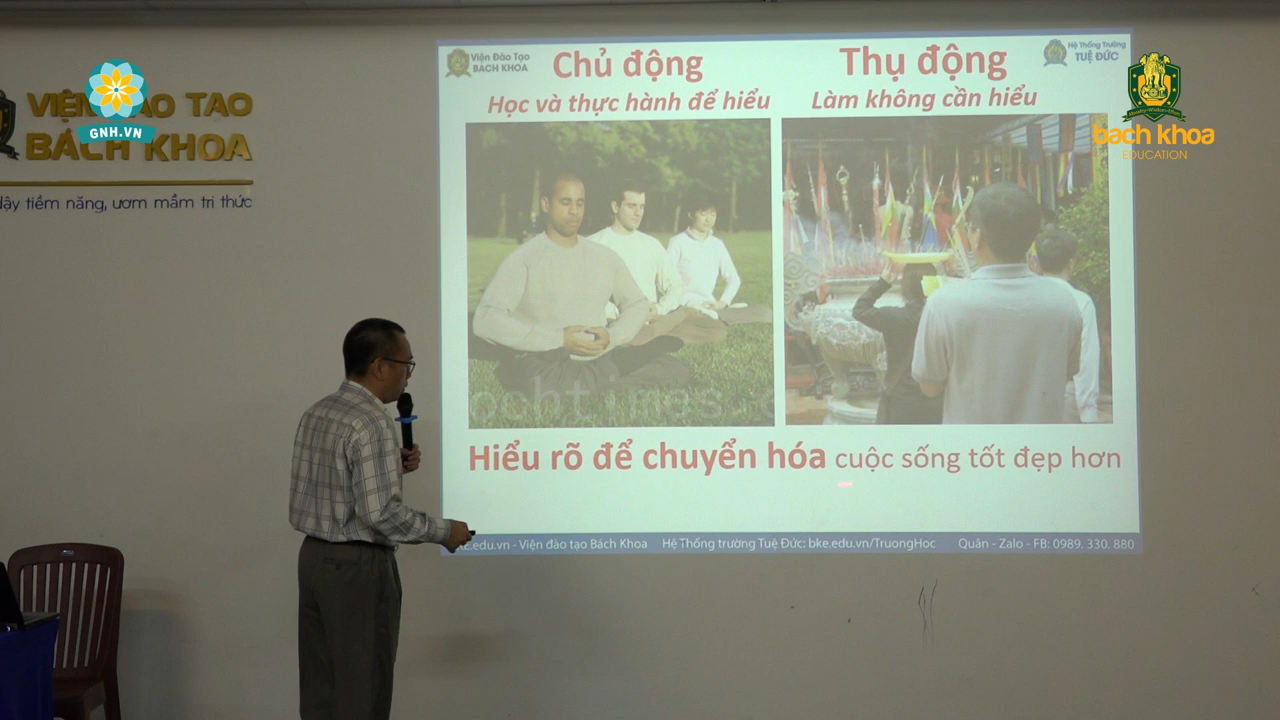 GNH.VN
VIỆN ĐÀO TẠO
BÁCH KHOA
dậy tiềm năng, ươm mầm tri thức
Viện Đào Tạo
BÁCH KHOA
Chủ động
Học và thực hành để hiểu
Thụ động
Làm không cần hiểu
Hệ Thống Trường
TUỆ ĐỨC
bach khoa
EDUCATION
Hiểu rõ để chuyển hóa cuộc sống tốt đẹp hơn
.edu.vn - Viện đào tạo Bách Khoa Hệ Thống trường Tuệ Đức: bke.edu.vn/TruongHoc Quân - Zalo - FB: 0989. 330. 880